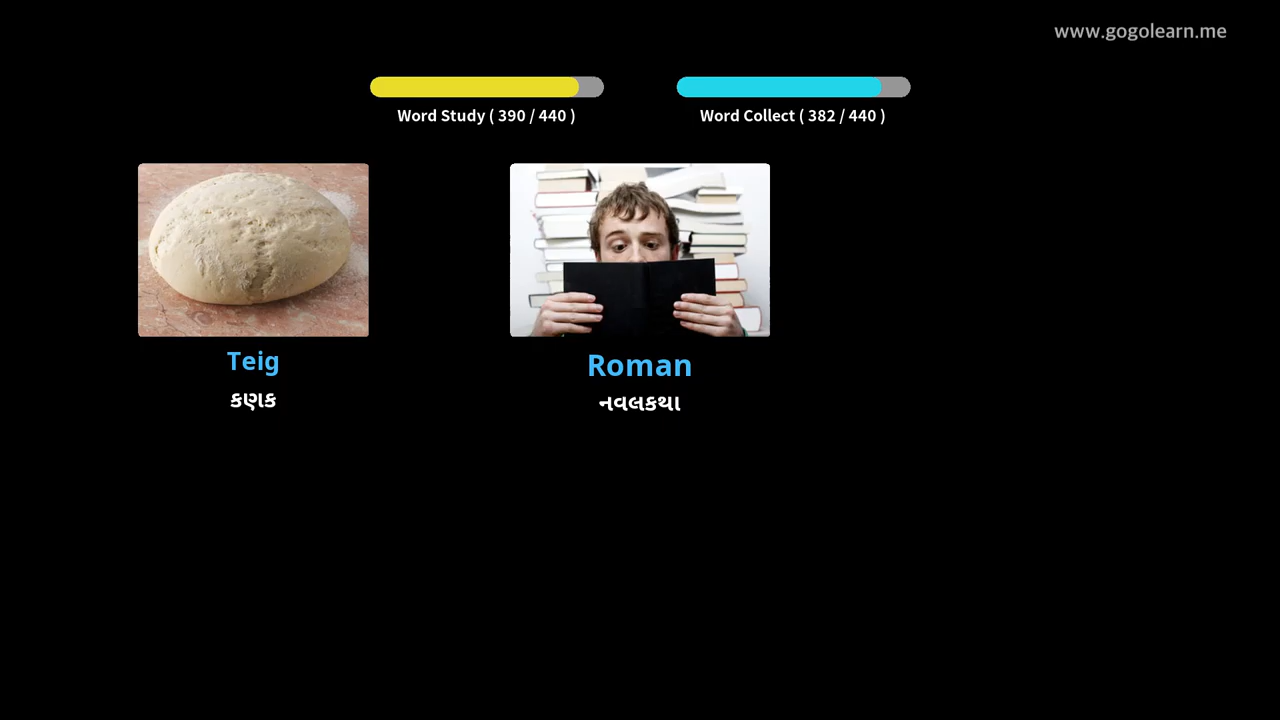 www.gogolearn.me
Word Study ( 390 / 440 )
Word Collect ( 382 / 440 )
Teig
કણક
Roman
નવલકથા